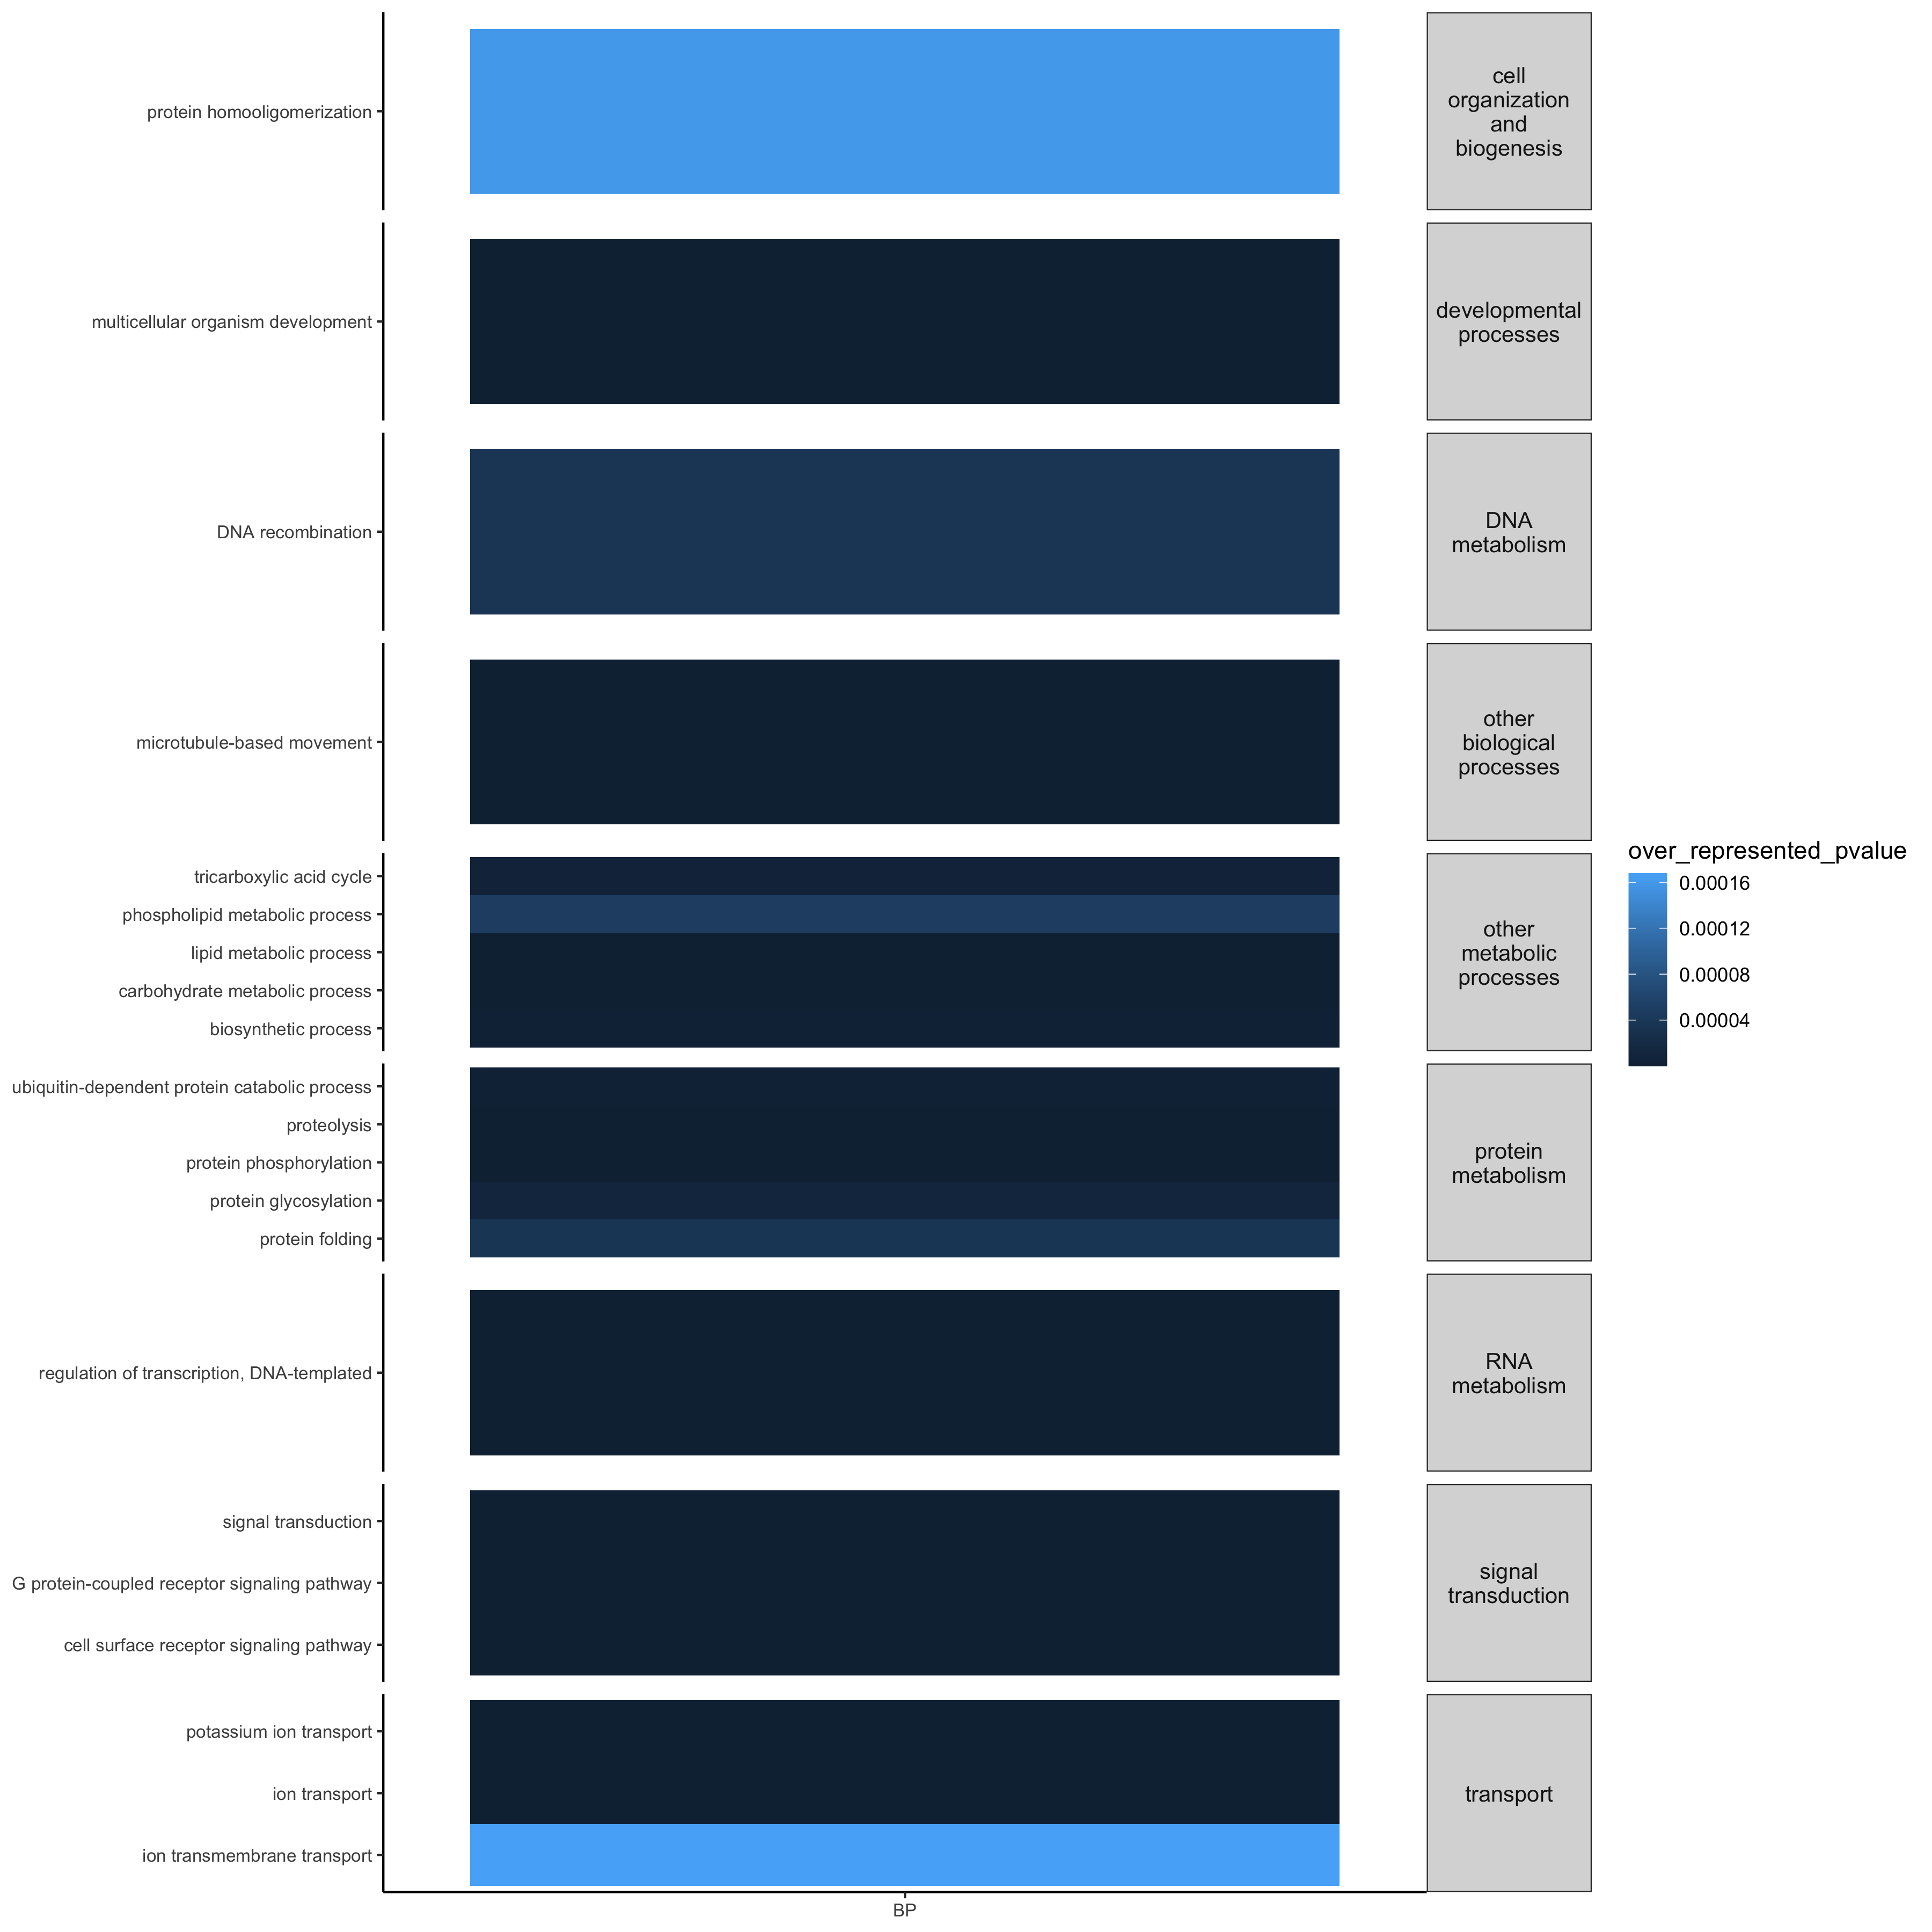 protein homooligomerization
cell
organization
and
biogenesis
multicellular organism development
developmental
processes
DNA recombination
DNA
metabolism
microtubule-based movement
other
biological
processes
tricarboxylic acid cycle
phospholipid metabolic process
lipid metabolic process
carbohydrate metabolic process
biosynthetic process
other
metabolic
processes
ubiquitin-dependent protein catabolic process
proteolysis
protein phosphorylation
protein glycosylation
protein folding
protein
metabolism
regulation of transcription, DNA-templated
RNA
metabolism
signal transduction
G protein-coupled receptor signaling pathway
cell surface receptor signaling pathway
signal
transduction
potassium ion transport
ion transport
ion transmembrane transport
transport
BP
over_represented_pvalue
0.00016
0.00012
0.00008
0.00004